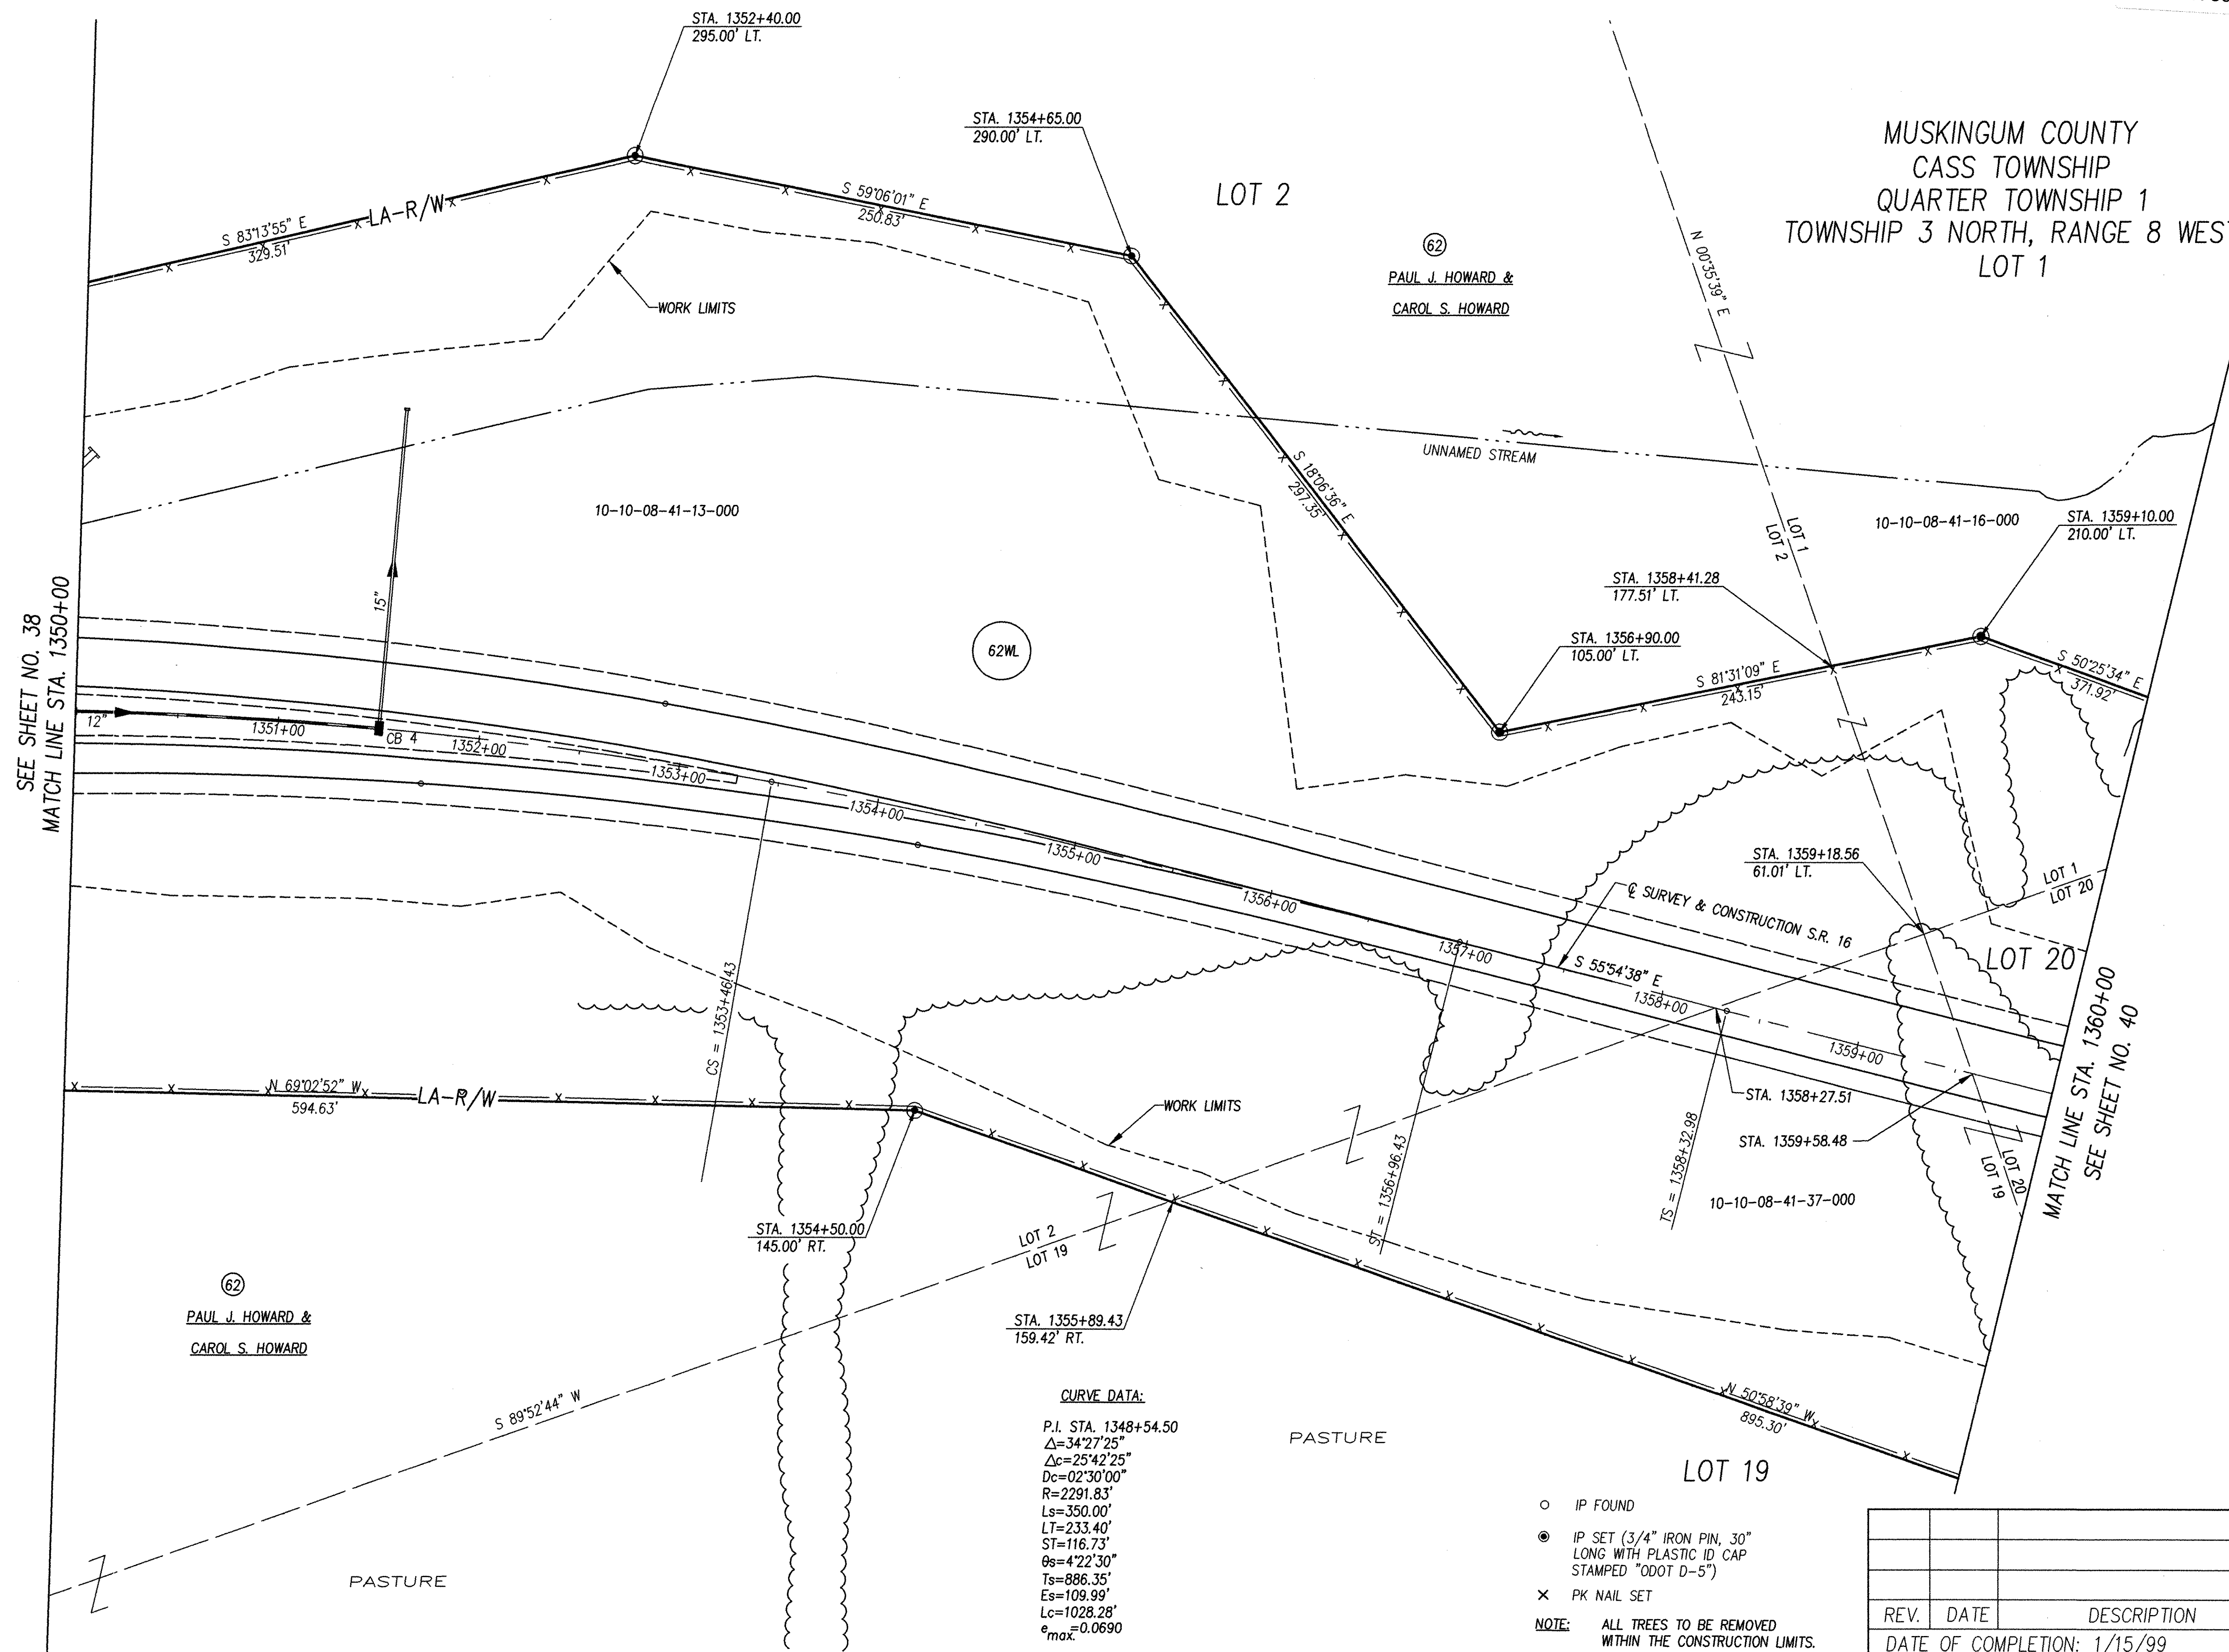 STA. 1352+40.00
295.00' LT.
STA. 1354+65.00
290.00' LT.
LOT 2
MUSKINGUM COUNTY
CASS TOWNSHIP
QUARTER TOWNSHIP 1
TOWNSHIP 3 NORTH, RANGE 8 WEST
LOT 1
S 83°13'55" E
329.51'
LA-R/W
S 59°06'01" E
250.83'
62
PAUL J. HOWARD &
CAROL S. HOWARD
N 00°35'39" E
WORK LIMITS
UNNAMED STREAM
S 18°06'36" E
297.35'
10-10-08-41-13-000
LOT 1
LOT 2
10-10-08-41-16-000
STA. 1359+10.00
210.00' LT.
STA. 1358+41.28
177.51' LT.
STA. 1356+90.00
105.00' LT.
S 81°31'09" E
243.15'
S 50°25'34" E
371.92'
SEE SHEET NO. 38
MATCH LINE STA. 1350+00
15"
62WL
12"
1351+00
CB 4
1352+00
1353+00
1354+00
1355+00
1356+00
1357+00
1358+00
1359+00
STA. 1359+18.56
61.01' LT.
LOT 1
LOT 20
℄ SURVEY & CONSTRUCTION S.R. 16
S 55°54'38" E
LOT 20
CS = 1353+46.43
ST = 1356+96.43
TS = 1358+32.98
STA. 1358+27.51
STA. 1359+58.48
LOT 20
LOT 19
MATCH LINE STA. 1360+00
SEE SHEET NO. 40
10-10-08-41-37-000
N 69°02'52" W
594.63'
LA-R/W
WORK LIMITS
STA. 1354+50.00
145.00' RT.
LOT 2
LOT 19
STA. 1355+89.43
159.42' RT.
62
PAUL J. HOWARD &
CAROL S. HOWARD
S 89°52'44" W
N 50°58'39" W
895.30'
CURVE DATA:
P.I. STA. 1348+54.50
Δ=34°27'25"
Δc=25°42'25"
Dc=02°30'00"
R=2291.83'
Ls=350.00'
LT=233.40'
ST=116.73'
θs=4°22'30"
Ts=886.35'
Es=109.99'
Lc=1028.28'
emax.=0.0690
PASTURE
PASTURE
LOT 19
IP FOUND
IP SET (3/4" IRON PIN, 30"
LONG WITH PLASTIC ID CAP
STAMPED "ODOT D-5")
PK NAIL SET
NOTE: ALL TREES TO BE REMOVED
WITHIN THE CONSTRUCTION LIMITS.
REV. DATE DESCRIPTION
DATE OF COMPLETION: 1/15/99